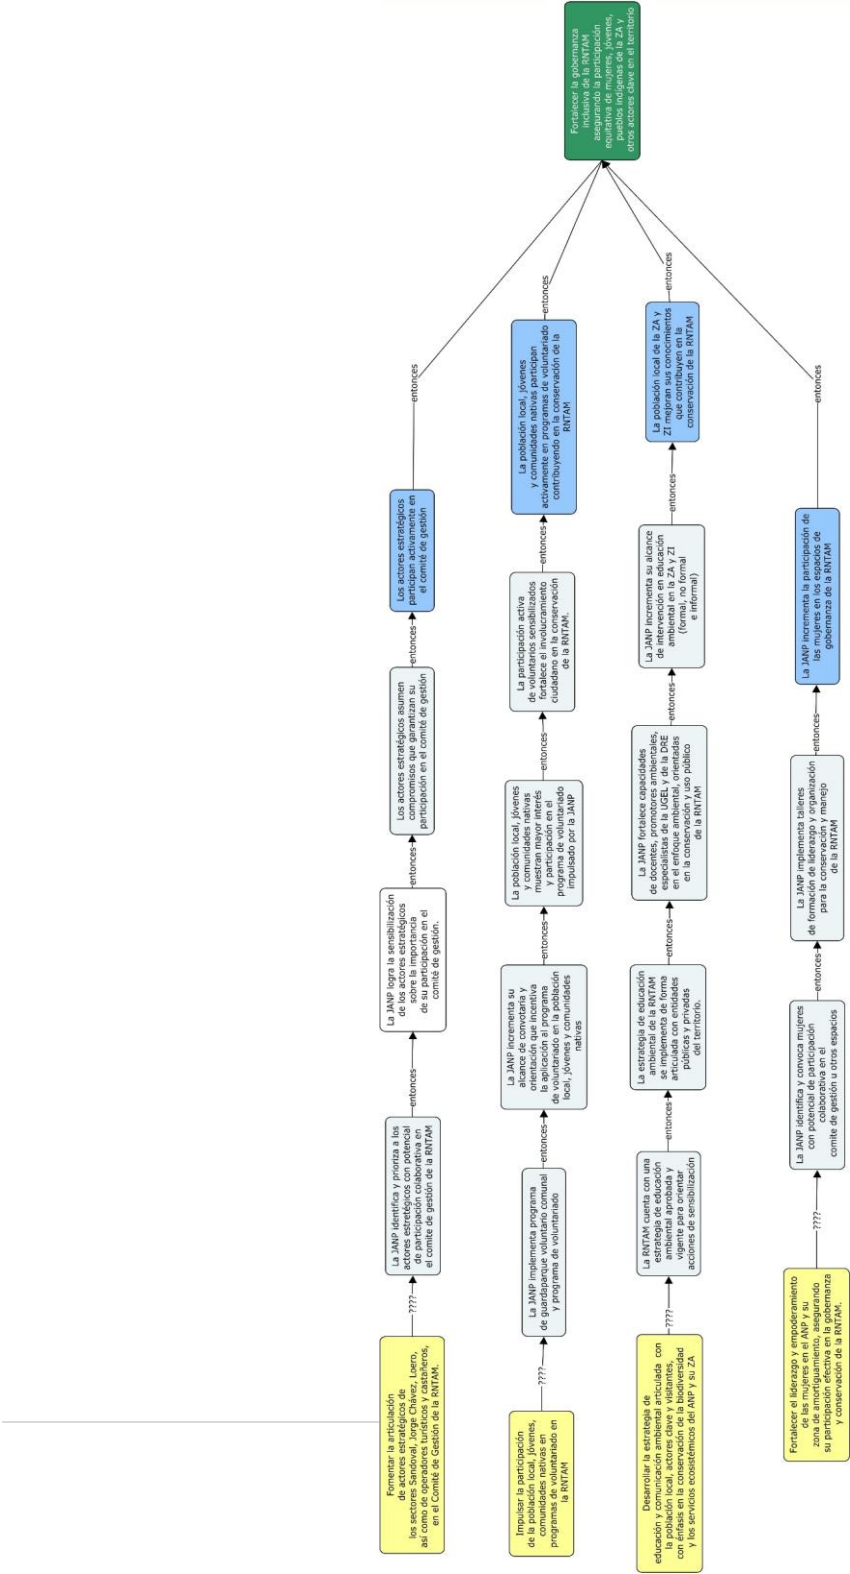 Fortalecer la gobernanza
inclusiva de la RNTAM
asegurando la participación
equitativa de mujeres, jóvenes,
pueblos indígenas de la ZA y
otros actores clave en el territorio
Fomentar la articulación
de actores estratégicos de
los sectores Sandoval, Jorge Chávez, Loero,
así como de operadores turísticos y castañeros,
en el Comité de Gestión de la RNTAM.
????
La JANP identifica y prioriza a los
actores estretégicos con potencial
de participación colaborativa en
el comite de gestión de la RNTAM
entonces
La JANP logra la sensibilización
de los actores estratégicos
sobre la importancia
de su participación en el
comité de gestión.
entonces
Los actores estratégicos asumen
compromisos que garantizan su
participación en el comité de gestión
entonces
Los actores estratégicos
participan activamente en
el comité de gestión
entonces
Impulsar la participación
de la población local, jóvenes,
comunidades nativas en
programas de voluntariado en
la RNTAM
????
La JANP implementa programa
de guardaparque voluntario comunal
y programa de voluntariado
entonces
La JANP incrementa su
alcance de convotaria y
orientación que incentiva
la aplicación al programa
de voluntariado en la población
local, jóvenes y comunidades
nativas
entonces
La población local, jóvenes
y comunidades nativas
muestran mayor interés
y participación en el
programa de voluntariado
impulsado por la JANP
entonces
La participación activa
de voluntarios sensibilizados
fortalece el involucramiento
ciudadano en la conservación
de la RNTAM.
entonces
La población local, jóvenes
y comunidades nativas participan
activamente en programas de voluntariado
contribuyendo en la conservación de la
RNTAM
entonces
Desarrollar la estrategia de
educación y comunicación ambiental articulada con
la población local, actores clave y visitantes,
con énfasis en la conservación de la biodiversidad
y los servicios ecosistémicos del ANP y su ZA
????
La RNTAM cuenta con una
estrategia de educación
ambiental aprobada y
vigente para orientar
acciones de sensibilización
entonces
La estrategia de educación
ambiental de la RNTAM
se implementa de forma
articulada con entidades
públicas y privadas
del territorio.
entonces
La JANP fortalece capacidades
de docentes, promotores ambientales,
especialistas de la UGEL y de la DRE
en el enfoque ambiental, orientadas
en la conservación y uso público
de la RNTAM
entonces
La JANP incrementa su alcance
de intervención en educación
ambiental en la ZA y ZI
(formal, no formal
e informal)
entonces
La población local de la ZA y
ZI mejoran sus conocimientos
que contribuyen en la
conservación de la RNTAM
entonces
Fortalecer el liderazgo y empoderamiento
de las mujeres en el ANP y su
zona de amortiguamiento, asegurando
su participación efectiva en la gobernanza
y conservación de la RNTAM.
????
La JANP identifica y convoca mujeres
con potencial de participación
colaborativa en el
comite de gestión u otros espacios
entonces
La JANP implementa talleres
de formación de liderazgo y organización
para la conservación y manejo
de la RNTAM
entonces
La JANP incrementa la participación de
las mujeres en los espacios de
gobernanza de la RNTAM
entonces